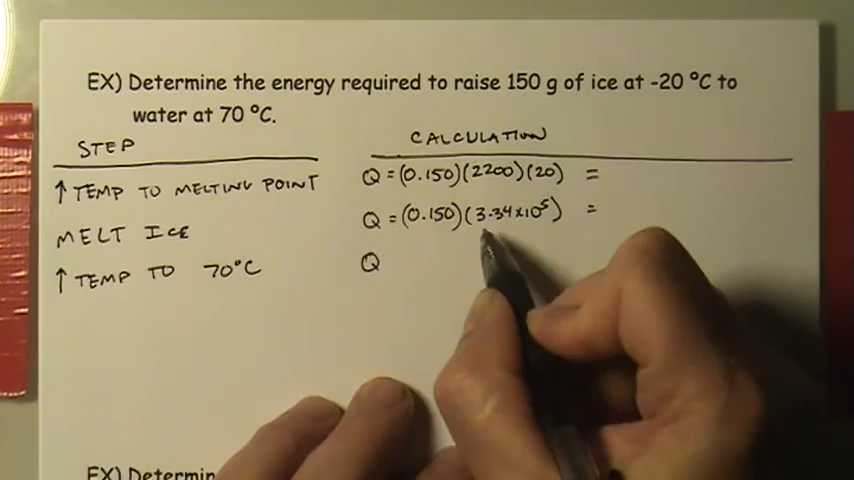 EX) Determine the energy required to raise 150 g of ice at -20 °C to
water at 70 °C.
STEP
CALCULATION
↑ TEMP TO MELTING POINT
Q = (0.150)(2200)(20) =
MELT ICE
Q = (0.150)(3.34x10⁵) =
↑ TEMP TO 70°C
Q
EX) Determin